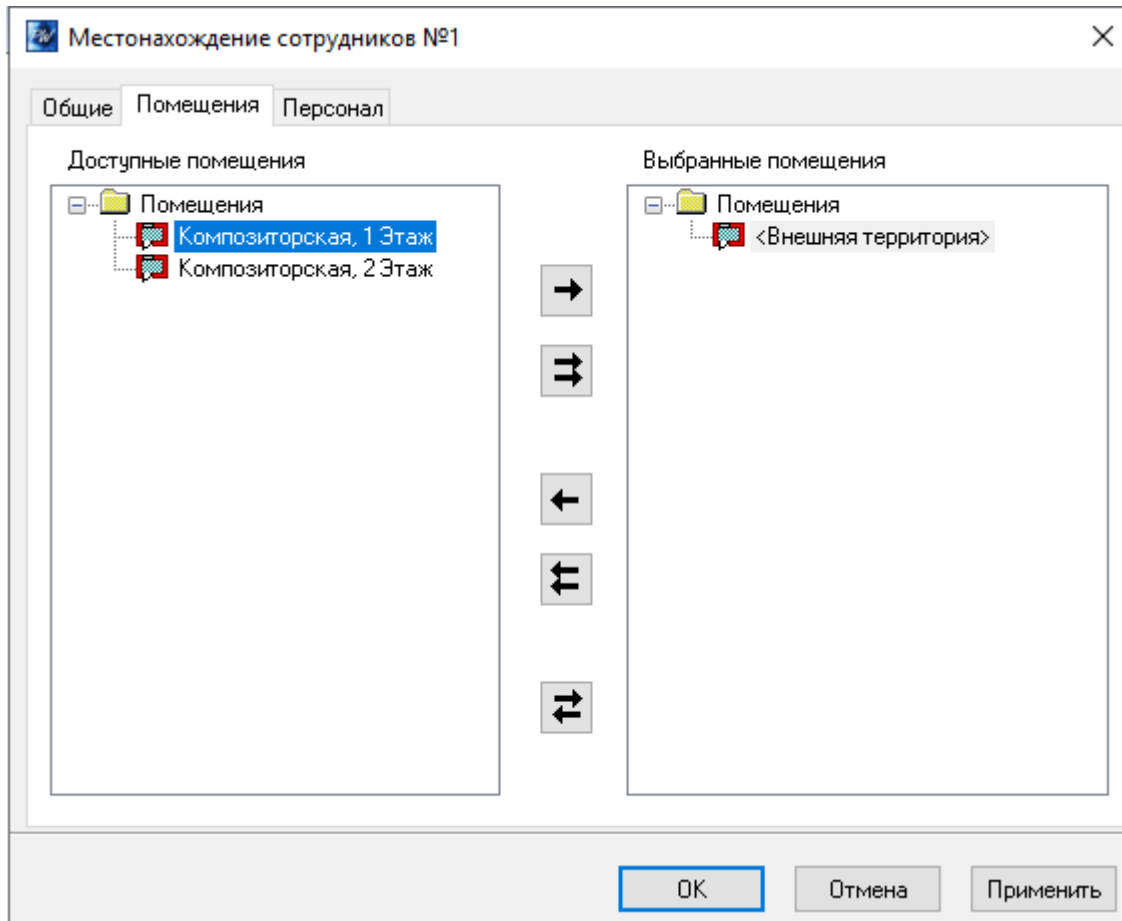 Местонахождение сотрудников №1
Общие Помещения Персонал
Доступные помещения
Помещения
Композиторская, 1 Этаж
Композиторская, 2 Этаж
Выбранные помещения
Помещения
<Внешняя территория>
OK Отмена Применить